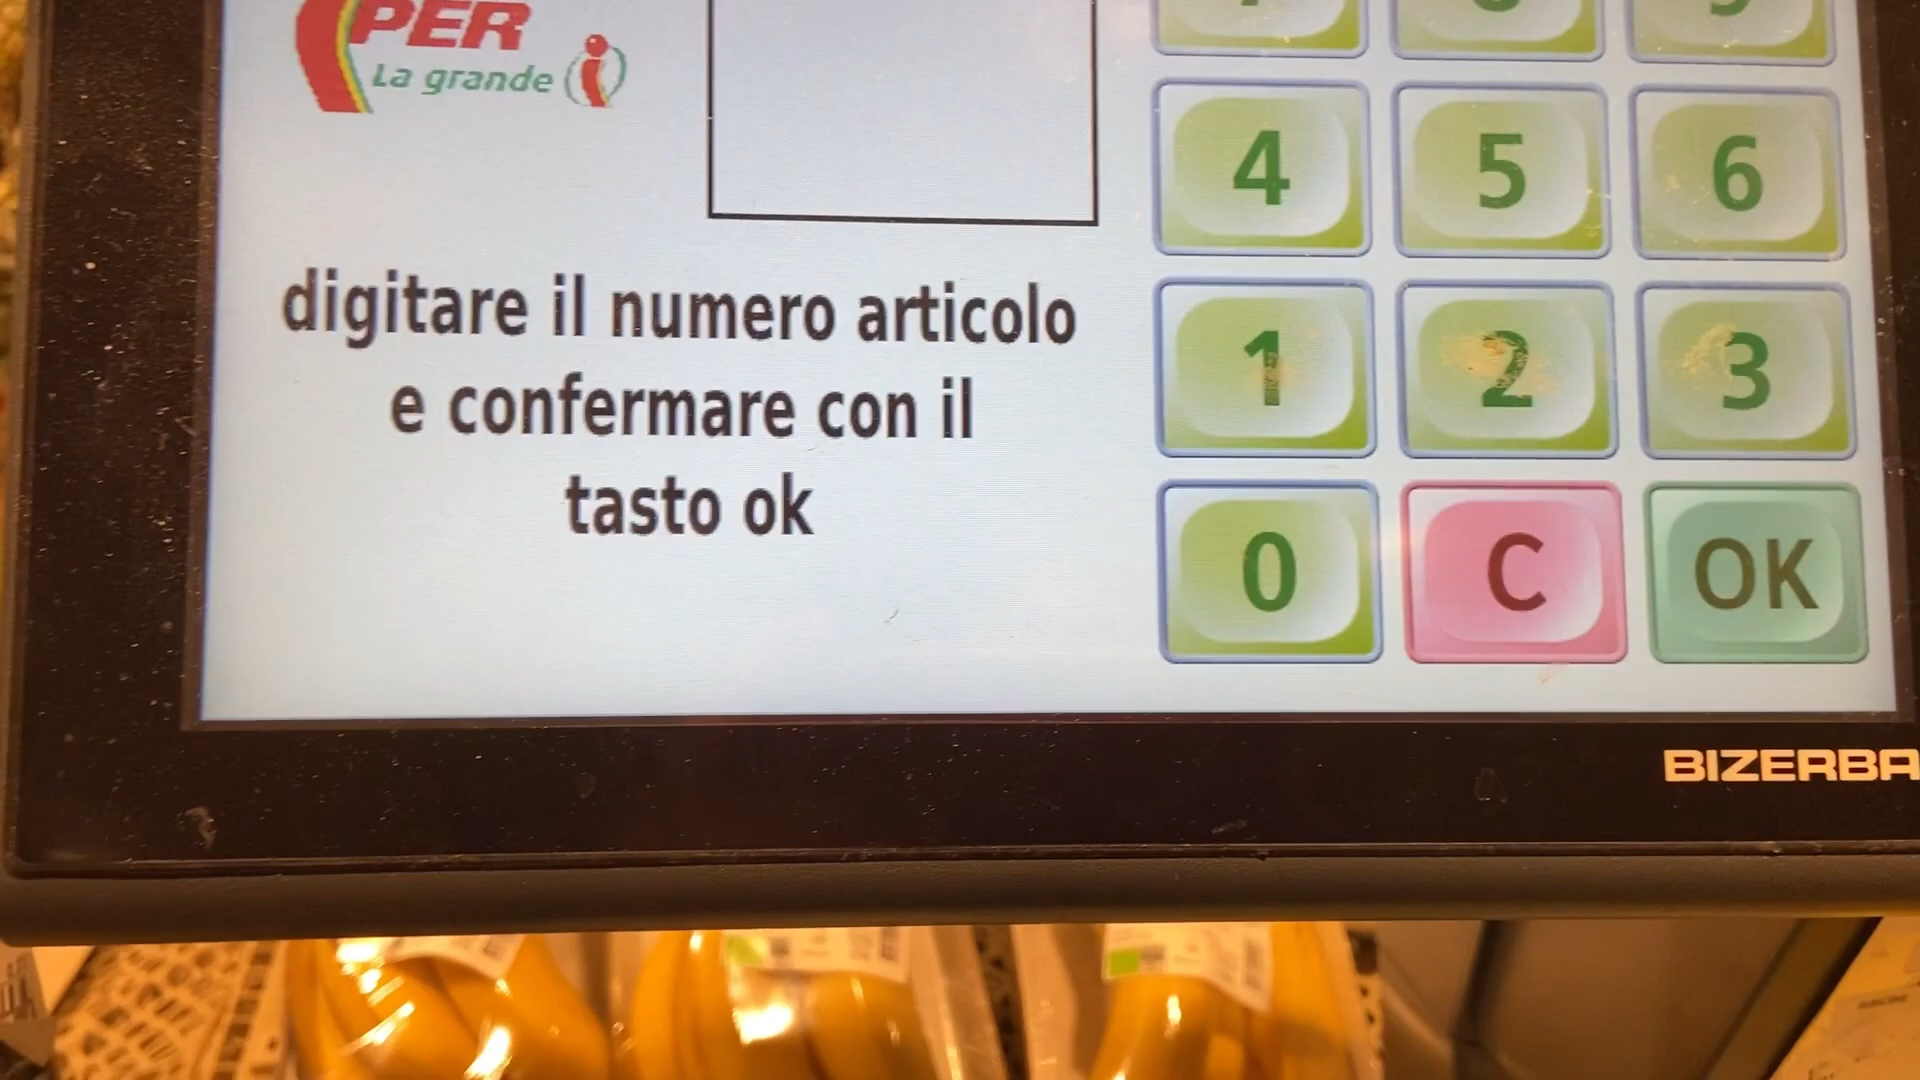 PER
La grande i
digitare il numero articolo
e confermare con il
tasto ok
4 5 6
1 2 3
0 C OK
BIZERBA